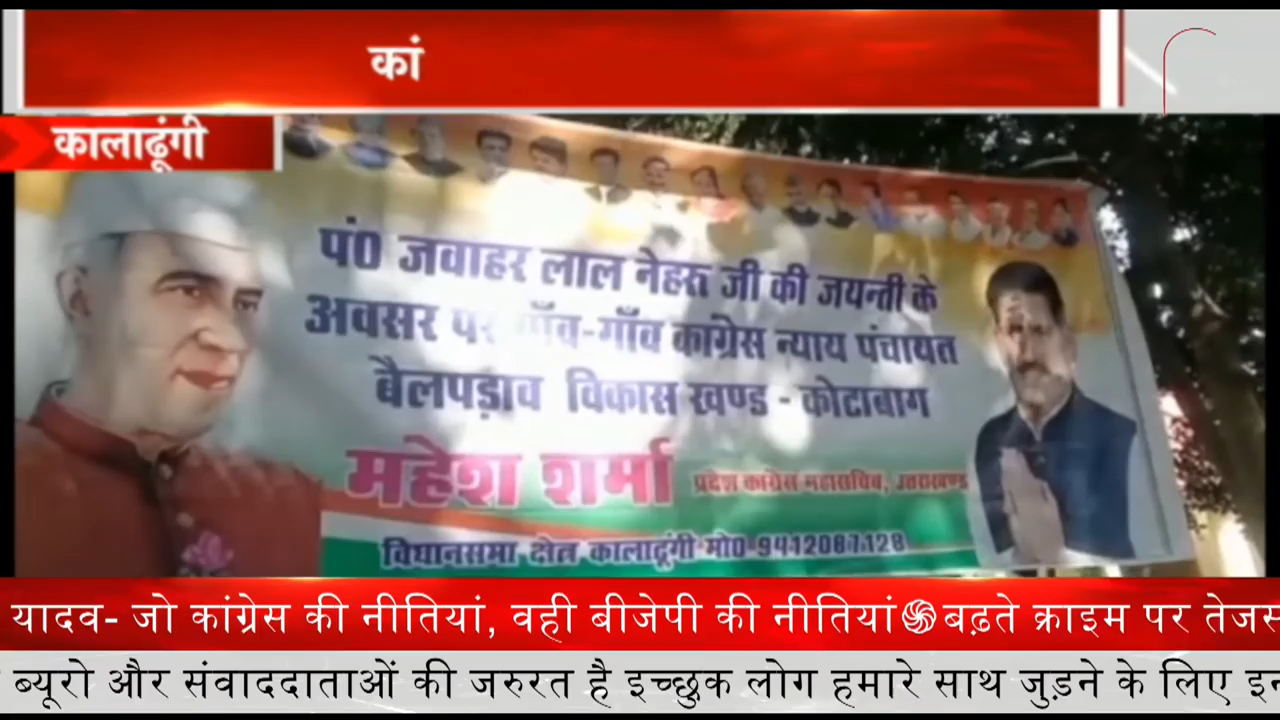 कां
कालाढूंगी
पं0 जवाहर लाल नेहरू जी की जयन्ती के
अवसर पर गाँव-गाँव कांग्रेस न्याय पंचायत
बैलपड़ाव विकास खण्ड - कोटाबाग
महेश शर्मा प्रदेश कांग्रेस महासचिव, उत्तराखण्ड
विधानसभा क्षेत्र कालाढूंगी मो0 9412087128
यादव- जो कांग्रेस की नीतियां, वही बीजेपी की नीतियां बढ़ते क्राइम पर तेजस
ब्यूरो और संवाददाताओं की जरुरत है इच्छुक लोग हमारे साथ जुड़ने के लिए इन